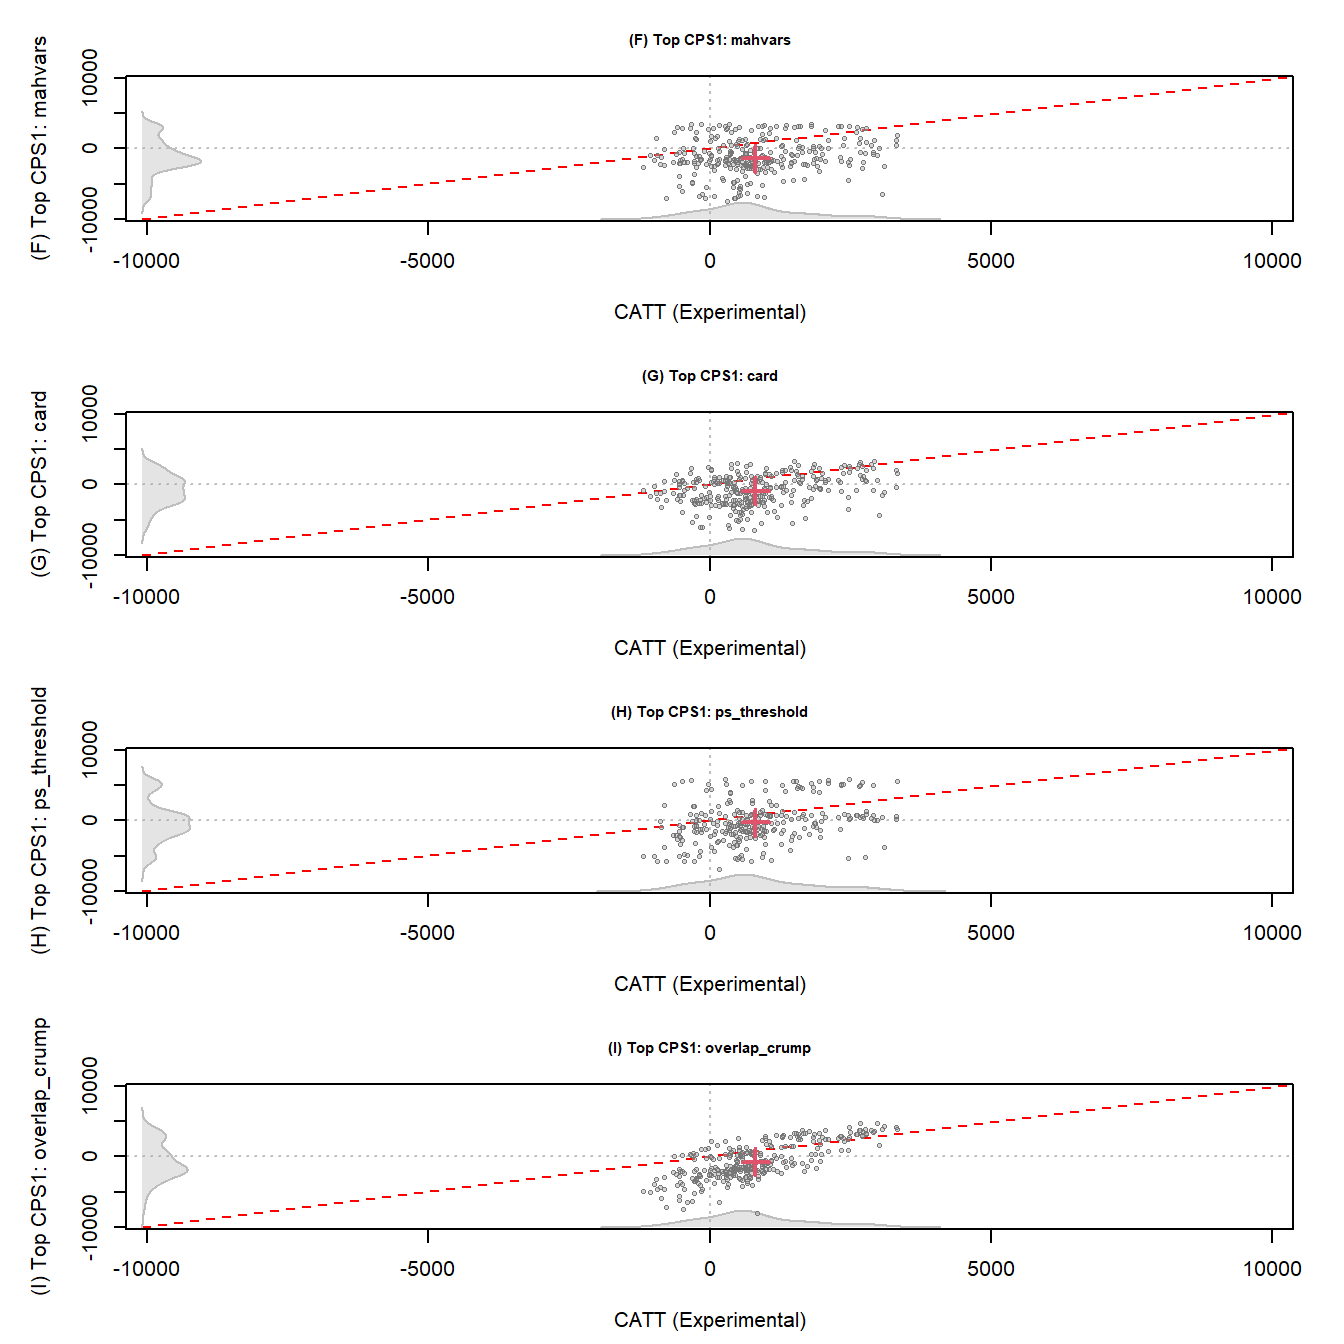 (F) Top CPS1: mahvars
(F) Top CPS1: mahvars
10000
0
-10000
-10000
-5000
0
5000
10000
CATT (Experimental)
(G) Top CPS1: card
(G) Top CPS1: card
10000
0
-10000
-10000
-5000
0
5000
10000
CATT (Experimental)
(H) Top CPS1: ps_threshold
(H) Top CPS1: ps_threshold
10000
0
-10000
-10000
-5000
0
5000
10000
CATT (Experimental)
(I) Top CPS1: overlap_crump
(I) Top CPS1: overlap_crump
10000
0
-10000
-10000
-5000
0
5000
10000
CATT (Experimental)